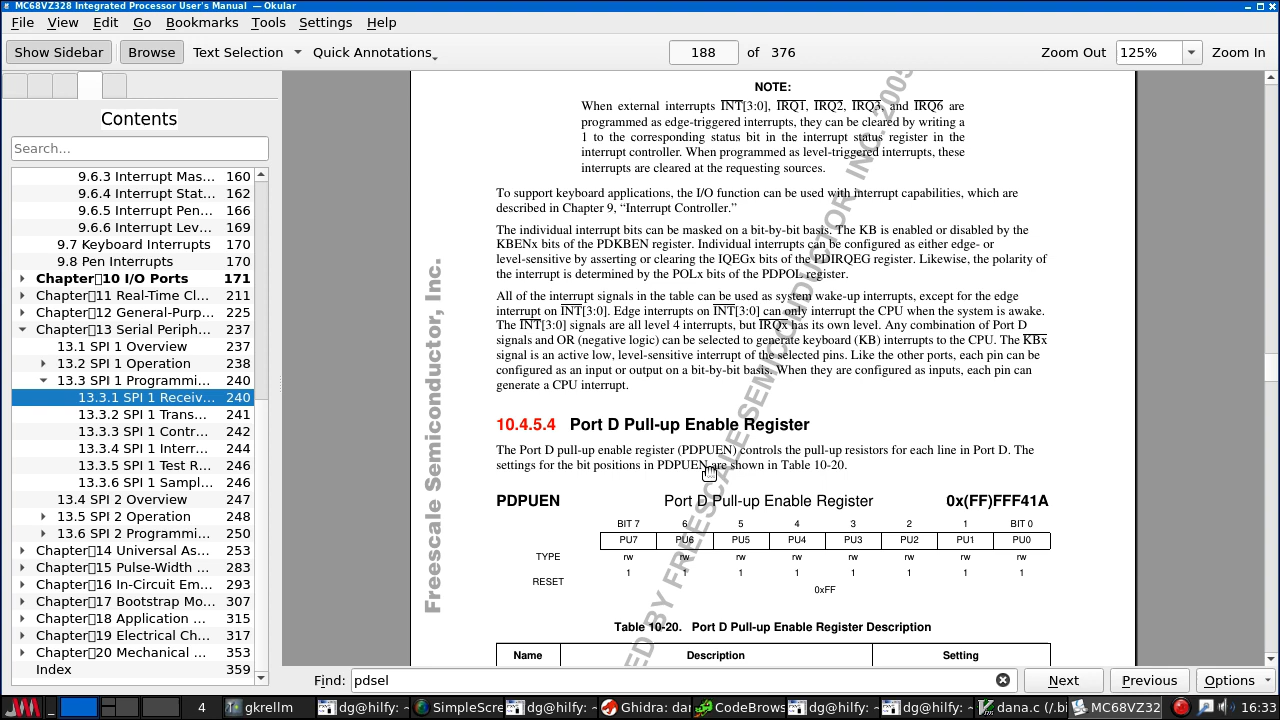 MC68VZ328 Integrated Processor User's Manual — Okular
File View Edit Go Bookmarks Tools Settings Help
Show Sidebar Browse Text Selection Quick Annotations 188 of 376 Zoom Out 125% Zoom In
Contents
Search...
9.6.3 Interrupt Mas... 160
9.6.4 Interrupt Stat... 162
9.6.5 Interrupt Pen... 166
9.6.6 Interrupt Lev... 169
9.7 Keyboard Interrupts 170
9.8 Pen Interrupts 170
Chapter 10 I/O Ports 171
Chapter 11 Real-Time Cl... 211
Chapter 12 General-Purp... 225
Chapter 13 Serial Periph... 237
13.1 SPI 1 Overview 237
13.2 SPI 1 Operation 238
13.3 SPI 1 Programmi... 240
13.3.1 SPI 1 Receiv... 240
13.3.2 SPI 1 Trans... 241
13.3.3 SPI 1 Contr... 242
13.3.4 SPI 1 Interr... 244
13.3.5 SPI 1 Test R... 246
13.3.6 SPI 1 Sampl... 246
13.4 SPI 2 Overview 247
13.5 SPI 2 Operation 248
13.6 SPI 2 Programmi... 250
Chapter 14 Universal As... 253
Chapter 15 Pulse-Width ... 283
Chapter 16 In-Circuit Em... 293
Chapter 17 Bootstrap Mo... 307
Chapter 18 Application ... 315
Chapter 19 Electrical Ch... 317
Chapter 20 Mechanical ... 353
Index 359
NOTE:
When external interrupts INT[3:0], IRQ1, IRQ2, IRQ3, and IRQ6 are
programmed as edge-triggered interrupts, they can be cleared by writing a
1 to the corresponding status bit in the interrupt status register in the
interrupt controller. When programmed as level-triggered interrupts, these
interrupts are cleared at the requesting sources.
To support keyboard applications, the I/O function can be used with interrupt capabilities, which are
described in Chapter 9, “Interrupt Controller.”
The individual interrupt bits can be masked on a bit-by-bit basis. The KB is enabled or disabled by the
KBENx bits of the PDKBEN register. Individual interrupts can be configured as either edge- or
level-sensitive by asserting or clearing the IQEGx bits of the PDIRQEG register. Likewise, the polarity of
the interrupt is determined by the POLx bits of the PDPOL register.
All of the interrupt signals in the table can be used as system wake-up interrupts, except for the edge
interrupt on INT[3:0]. Edge interrupts on INT[3:0] can only interrupt the CPU when the system is awake.
The INT[3:0] signals are all level 4 interrupts, but IRQx has its own level. Any combination of Port D
signals and OR (negative logic) can be selected to generate keyboard (KB) interrupts to the CPU. The KBx
signal is an active low, level-sensitive interrupt of the selected pins. Like the other ports, each pin can be
configured as an input or output on a bit-by-bit basis. When they are configured as inputs, each pin can
generate a CPU interrupt.
10.4.5.4 Port D Pull-up Enable Register
The Port D pull-up enable register (PDPUEN) controls the pull-up resistors for each line in Port D. The
settings for the bit positions in PDPUEN are shown in Table 10-20.
PDPUEN Port D Pull-up Enable Register 0x(FF)FFF41A
BIT 7 6 5 4 3 2 1 BIT 0
PU7 PU6 PU5 PU4 PU3 PU2 PU1 PU0
TYPE rw rw rw rw rw rw rw rw
1 1 1 1 1 1 1 1
RESET
0xFF
Table 10-20. Port D Pull-up Enable Register Description
Name Description Setting
Freescale Semiconductor, Inc.
ED BY FREESCALE SEMICONDUCTOR, INC. 2005
Find: pdsel Next Previous Options
4 gkrellm dg@hilfy: ~ SimpleScre dg@hilfy: ~ Ghidra: dar CodeBrows dg@hilfy: ~ dg@hilfy: ~ dana.c (/.bi MC68VZ32 16:33